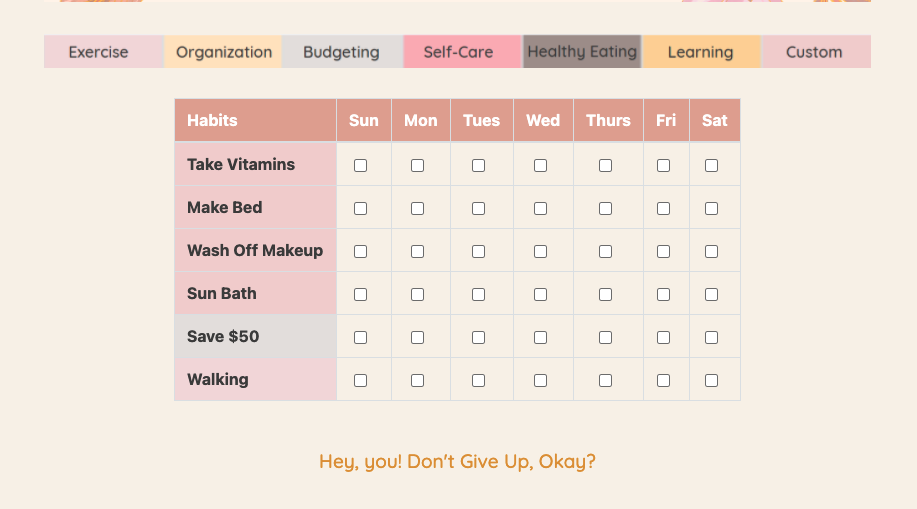 Exercise Organization Budgeting Self-Care Healthy Eating Learning Custom
Habits Sun Mon Tues Wed Thurs Fri Sat
Take Vitamins
Make Bed
Wash Off Makeup
Sun Bath
Save $50
Walking
Hey, you! Don't Give Up, Okay?